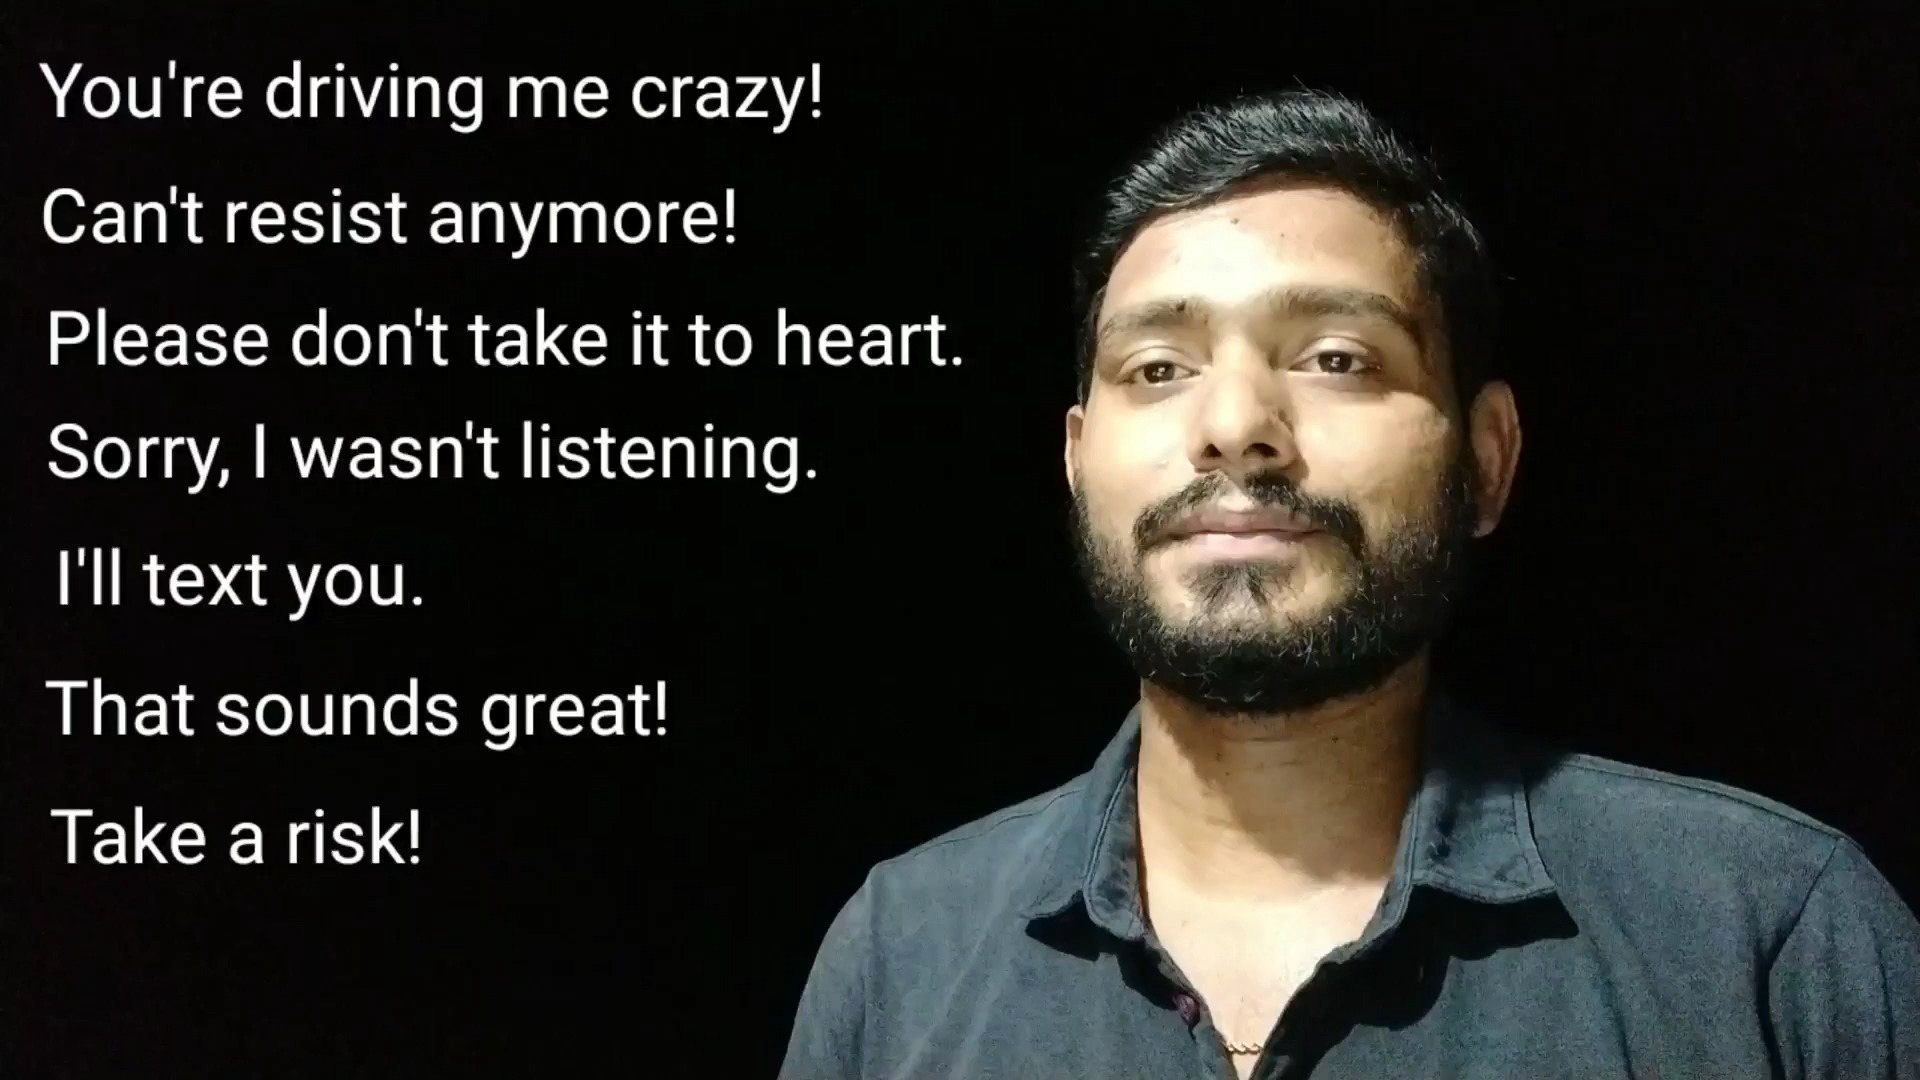 You're driving me crazy!
Can't resist anymore!
Please don't take it to heart.
Sorry, I wasn't listening.
I'll text you.
That sounds great!
Take a risk!